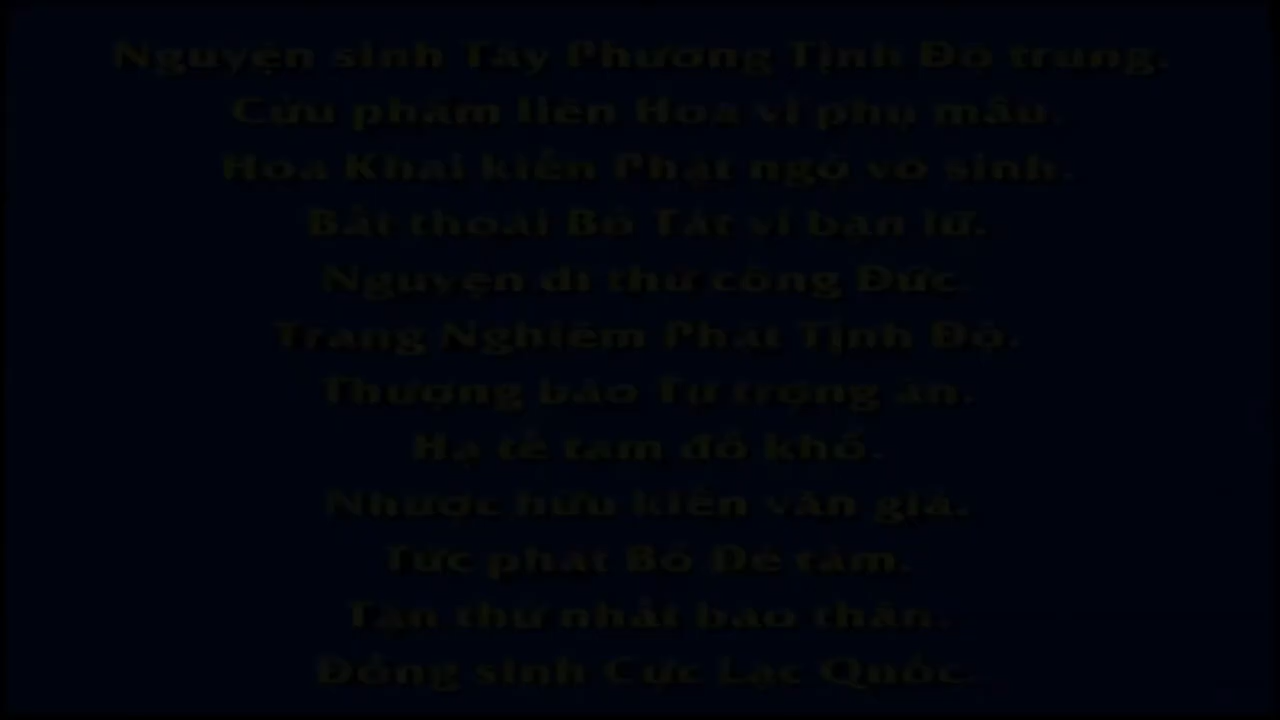 Nguyện sinh Tây Phương Tịnh Độ trung.
Cửu phẩm liên Hoa vi phụ mẫu.
Hoa Khai kiến Phật ngộ vô sinh.
Bất thoái Bồ Tát vi bạn lữ.
Nguyện dĩ thử công Đức.
Trang Nghiêm Phật Tịnh Độ.
Thượng báo Tứ trọng ân.
Hạ tế tam đồ khổ.
Nhược hữu kiến văn giả.
Tức phát Bồ Đề tâm.
Tận thử nhất báo thân.
Đồng sinh Cực Lạc Quốc.